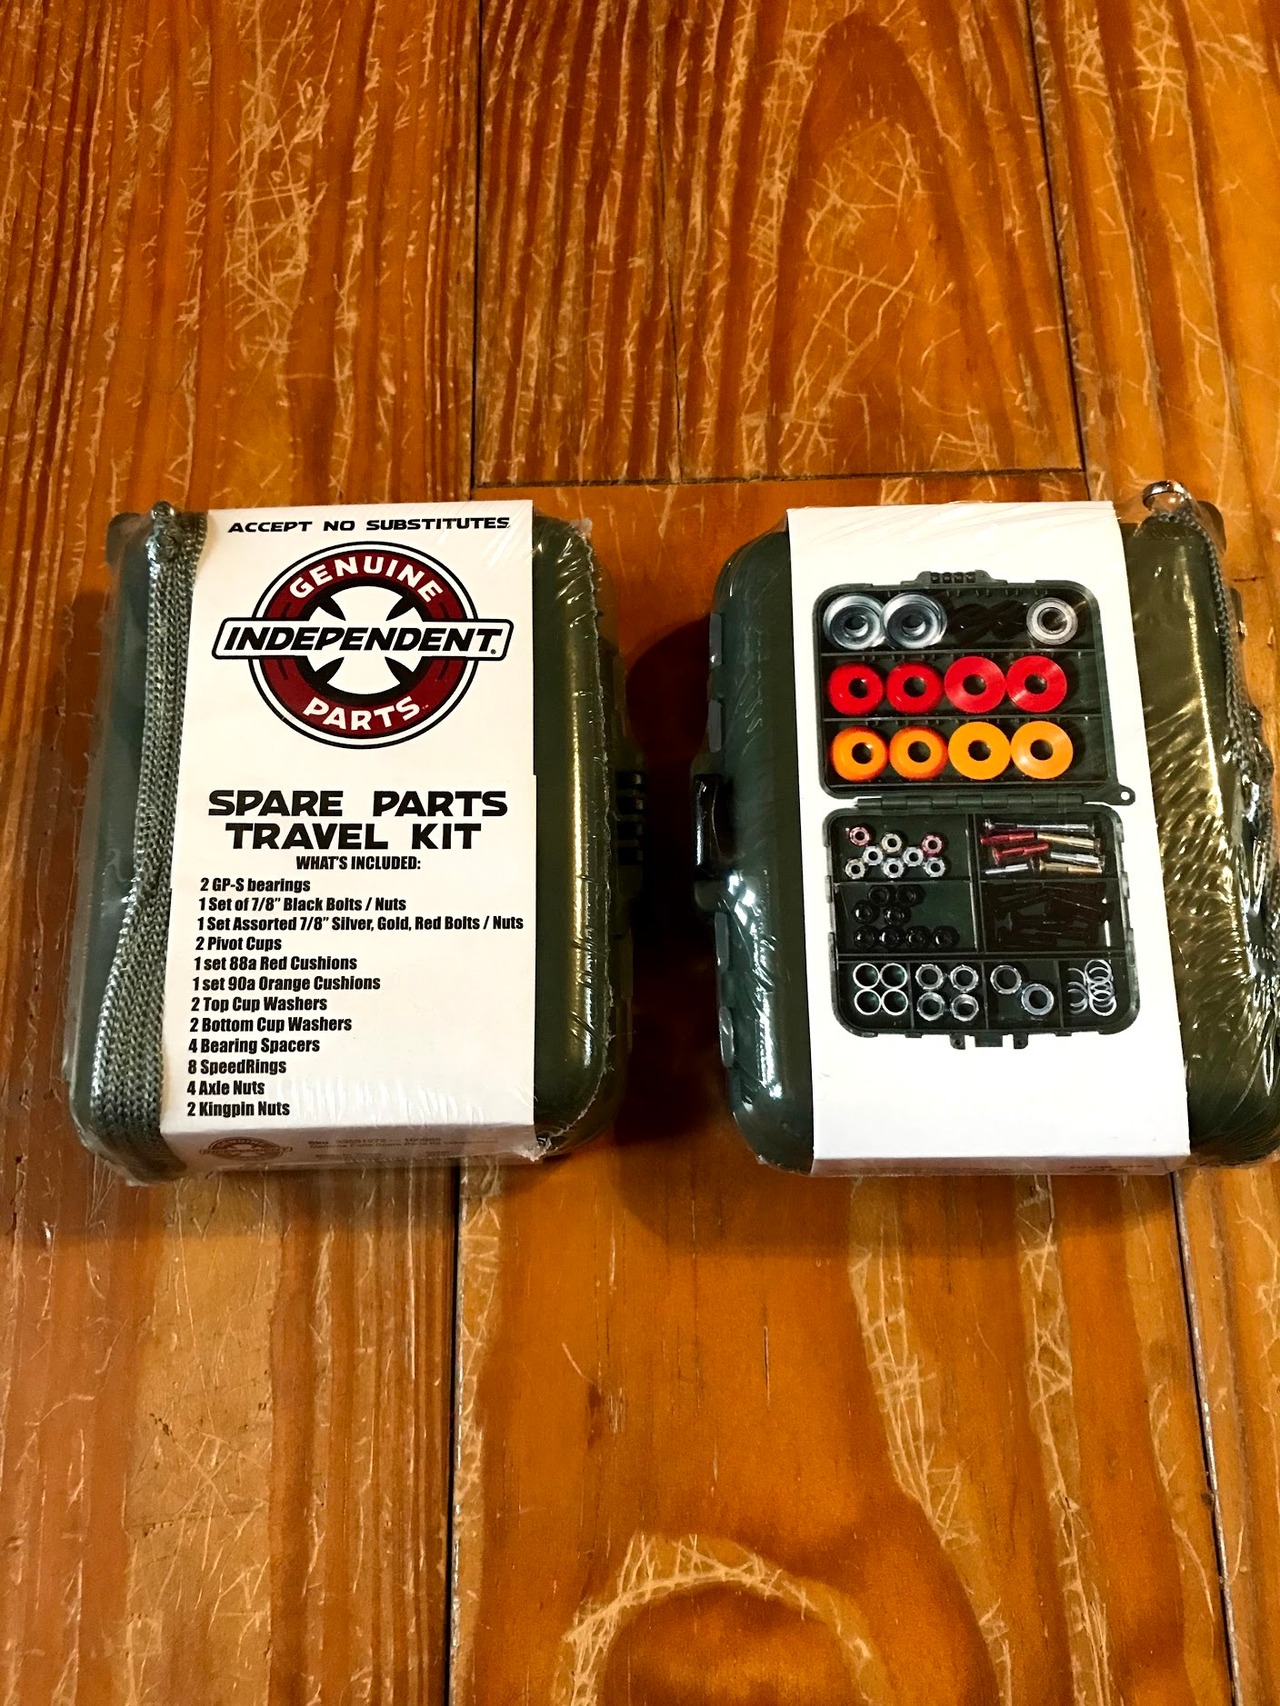 ACCEPT NO SUBSTITUTES
GENUINE
INDEPENDENT
PARTS
SPARE PARTS
TRAVEL KIT
WHAT'S INCLUDED:
2 GP-S bearings
1 Set of 7/8" Black Bolts / Nuts
1 Set Assorted 7/8" Silver, Gold, Red Bolts / Nuts
2 Pivot Cups
1 set 88a Red Cushions
1 set 90a Orange Cushions
2 Top Cup Washers
2 Bottom Cup Washers
4 Bearing Spacers
8 SpeedRings
4 Axle Nuts
2 Kingpin Nuts